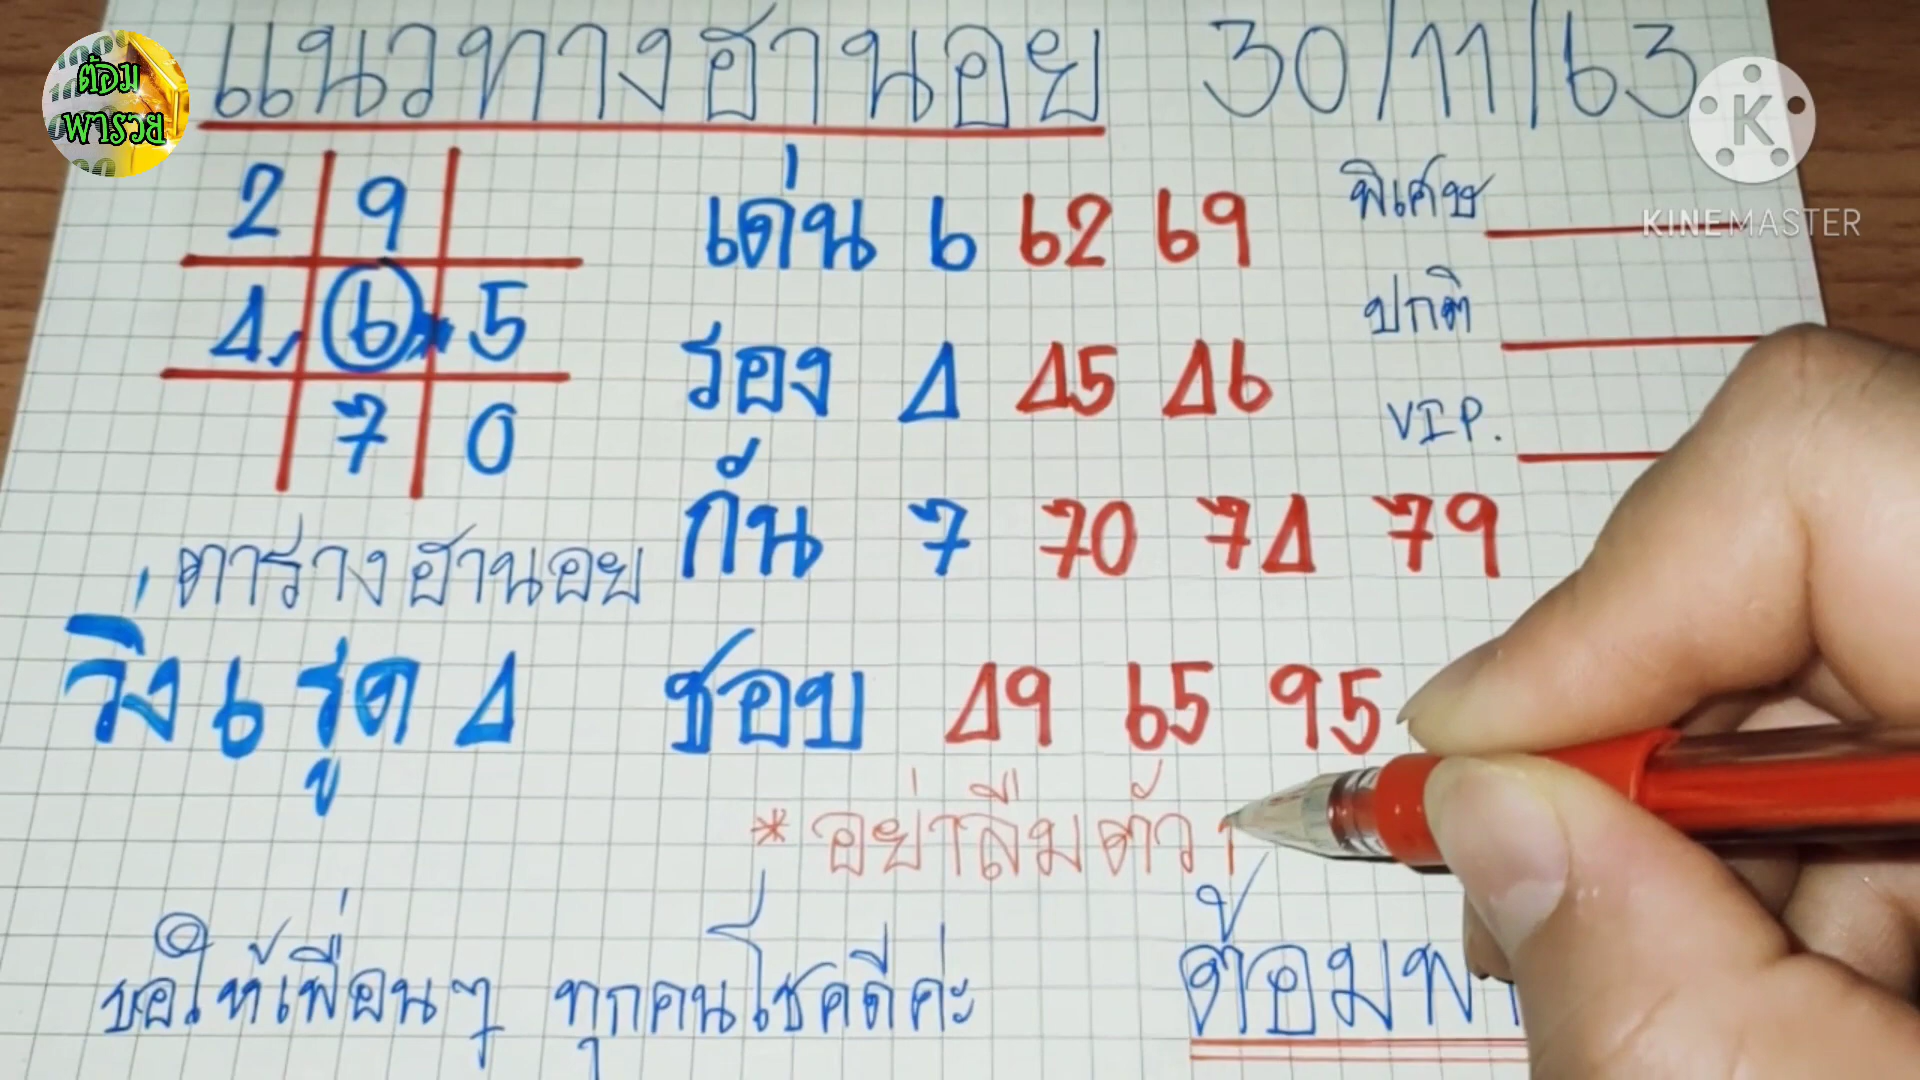 แนวทางฮานอย 30/11/63
ต้อม
พารวย
KINEMASTER
2 9
4 6 5
7 0
ตารางฮานอย
เด่น 6 62 69
รอง 4 45 46
กัน 7 70 74 79
พิเศษ
ปกติ
VIP.
วิ่ง 6 รูด 4 ชอบ 49 65 95
*อย่าลืมตัว
ขอให้เพื่อนๆ ทุกคนโชคดีค่ะ
ต้อมพา